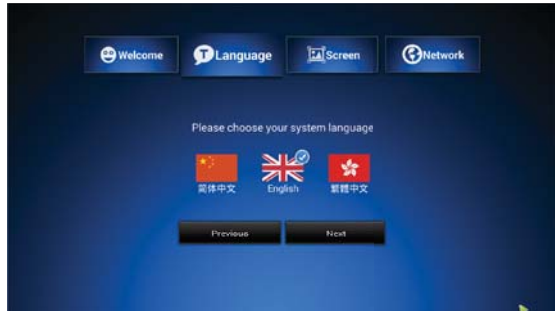 Welcome Language Screen Network
Please choose your system language
简体中文 English 繁體中文
Previous Next